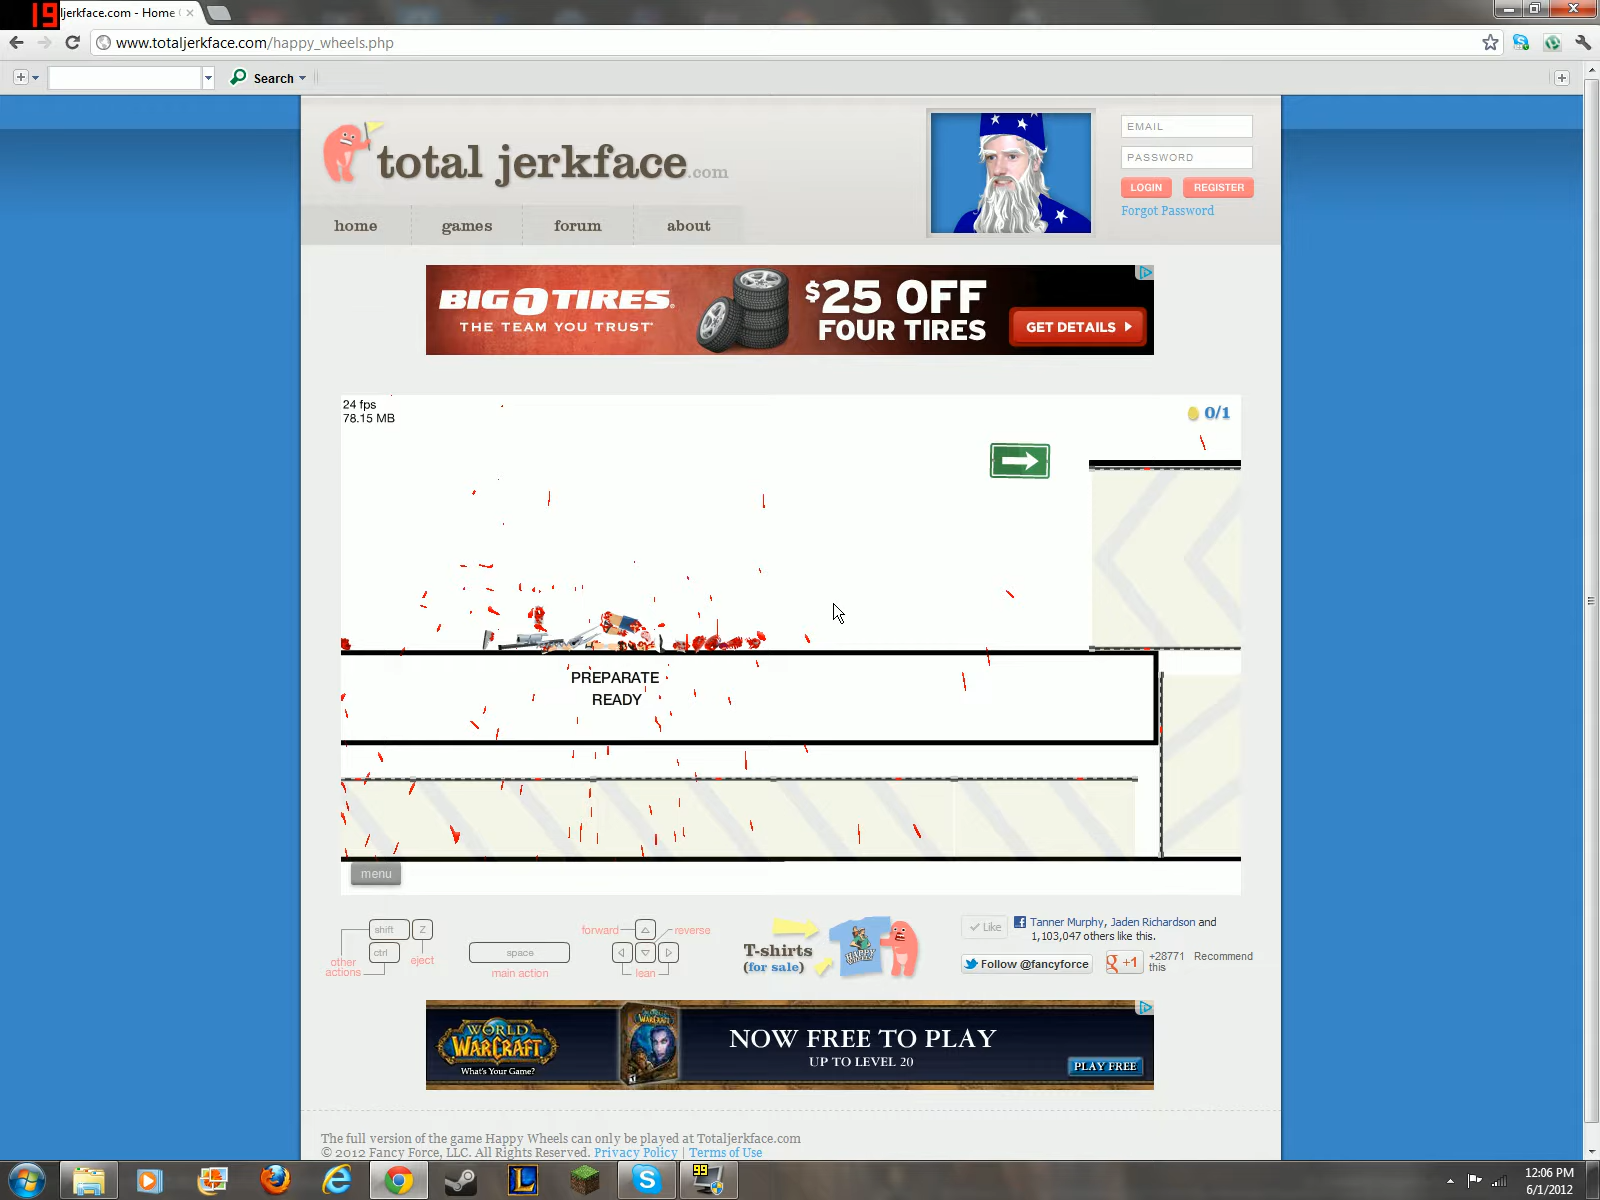 19
ljerkface.com - Home
www.totaljerkface.com/happy_wheels.php
Search
total jerkface.com
EMAIL
PASSWORD
LOGIN REGISTER
Forgot Password
home games forum about
BIG O TIRES
THE TEAM YOU TRUST
$25 OFF
FOUR TIRES
GET DETAILS
24 fps
78.15 MB
0/1
PREPARATE
READY
menu
shift Z
ctrl
other
actions
eject
space
main action
forward reverse
lean
T-shirts
(for sale)
HAPPY WHEELS
Like
Tanner Murphy, Jaden Richardson and
1,103,047 others like this.
Follow @fancyforce
g +1
+28771 Recommend
this
WORLD
WARCRAFT
What's Your Game?
WARCRAFT
NOW FREE TO PLAY
UP TO LEVEL 20
PLAY FREE
The full version of the game Happy Wheels can only be played at Totaljerkface.com
© 2012 Fancy Force, LLC. All Rights Reserved. Privacy Policy | Terms of Use
99
12:06 PM
6/1/2012